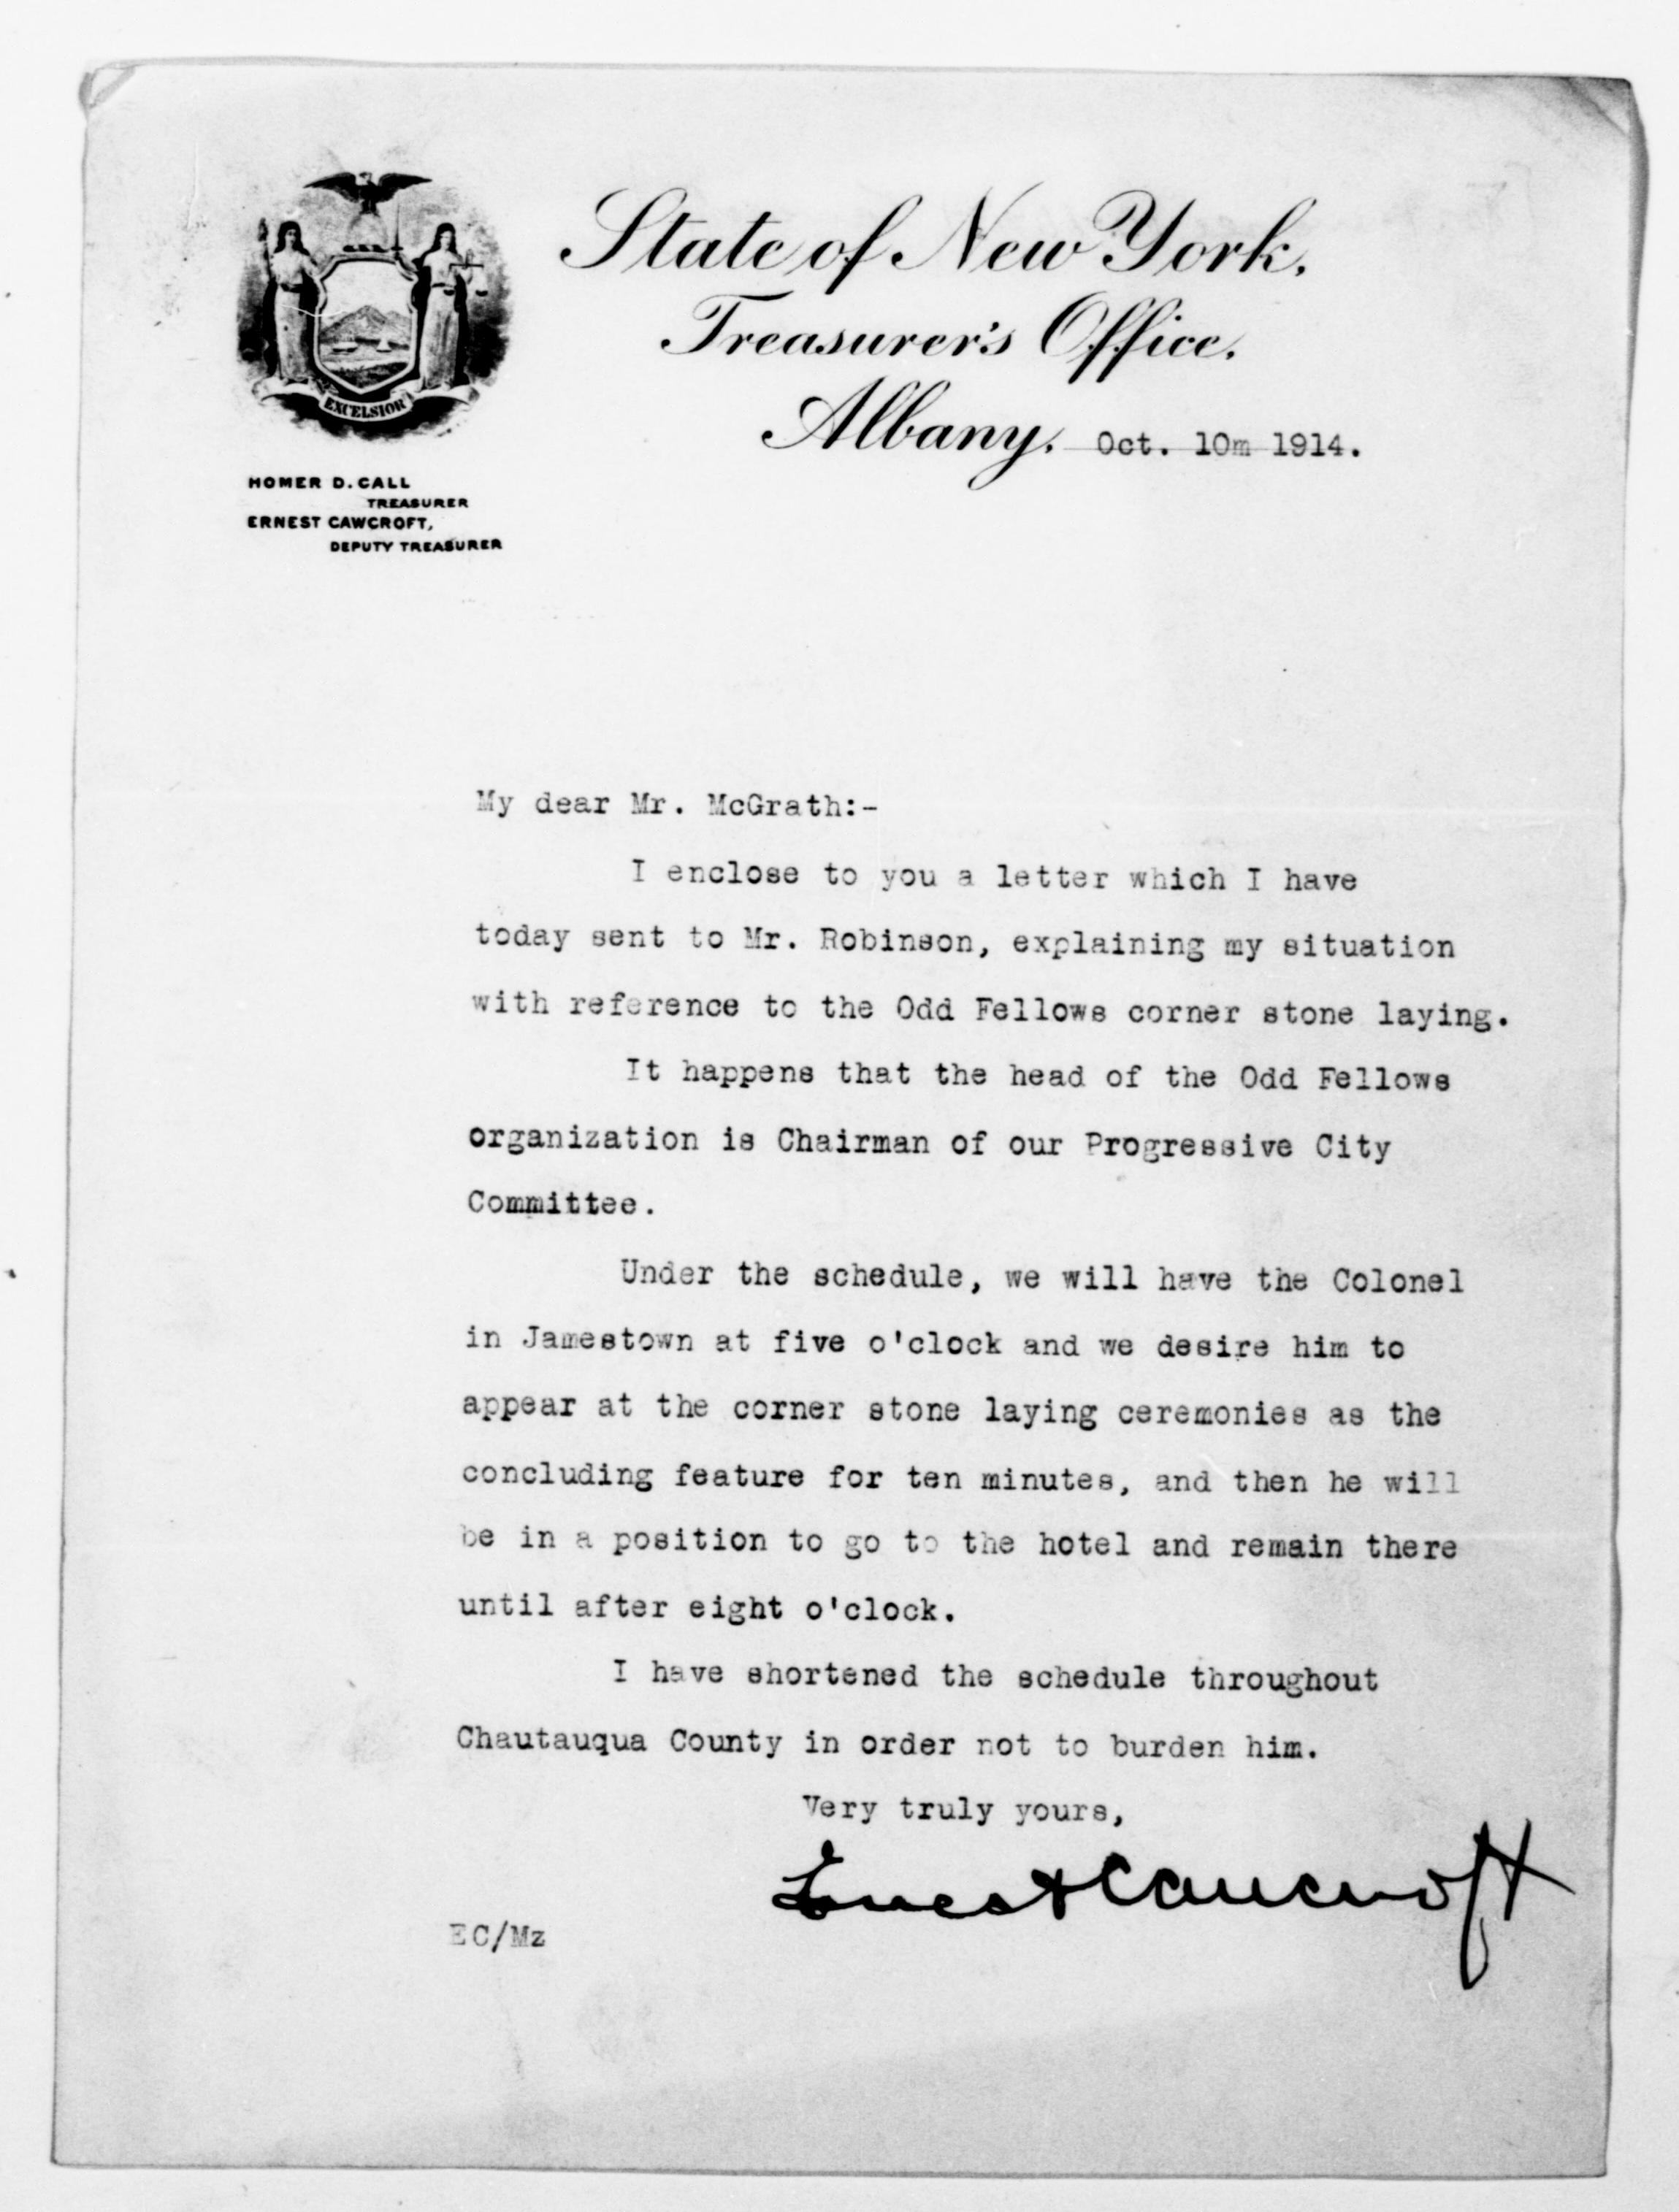 EXCELSIOR
State of New York.
Treasurer's Office.
Albany. Oct. 10m 1914.
HOMER D. CALL
TREASURER
ERNEST CAWCROFT,
DEPUTY TREASURER
My dear Mr. McGrath:-
I enclose to you a letter which I have
today sent to Mr. Robinson, explaining my situation
with reference to the Odd Fellows corner stone laying.
It happens that the head of the Odd Fellows
organization is Chairman of our Progressive City
Committee.
Under the schedule, we will have the Colonel
in Jamestown at five o'clock and we desire him to
appear at the corner stone laying ceremonies as the
concluding feature for ten minutes, and then he will
be in a position to go to the hotel and remain there
until after eight o'clock.
I have shortened the schedule throughout
Chautauqua County in order not to burden him.
Very truly yours,
Ernest Cawcroft
EC/Mz